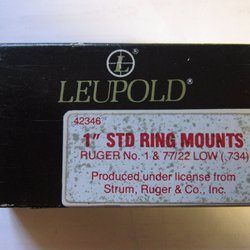 LEUPOLD®
42346
1" STD RING MOUNTS
RUGER No. 1 & 77/22 LOW (.734)
Produced under license from
Strum, Ruger & Co., Inc.